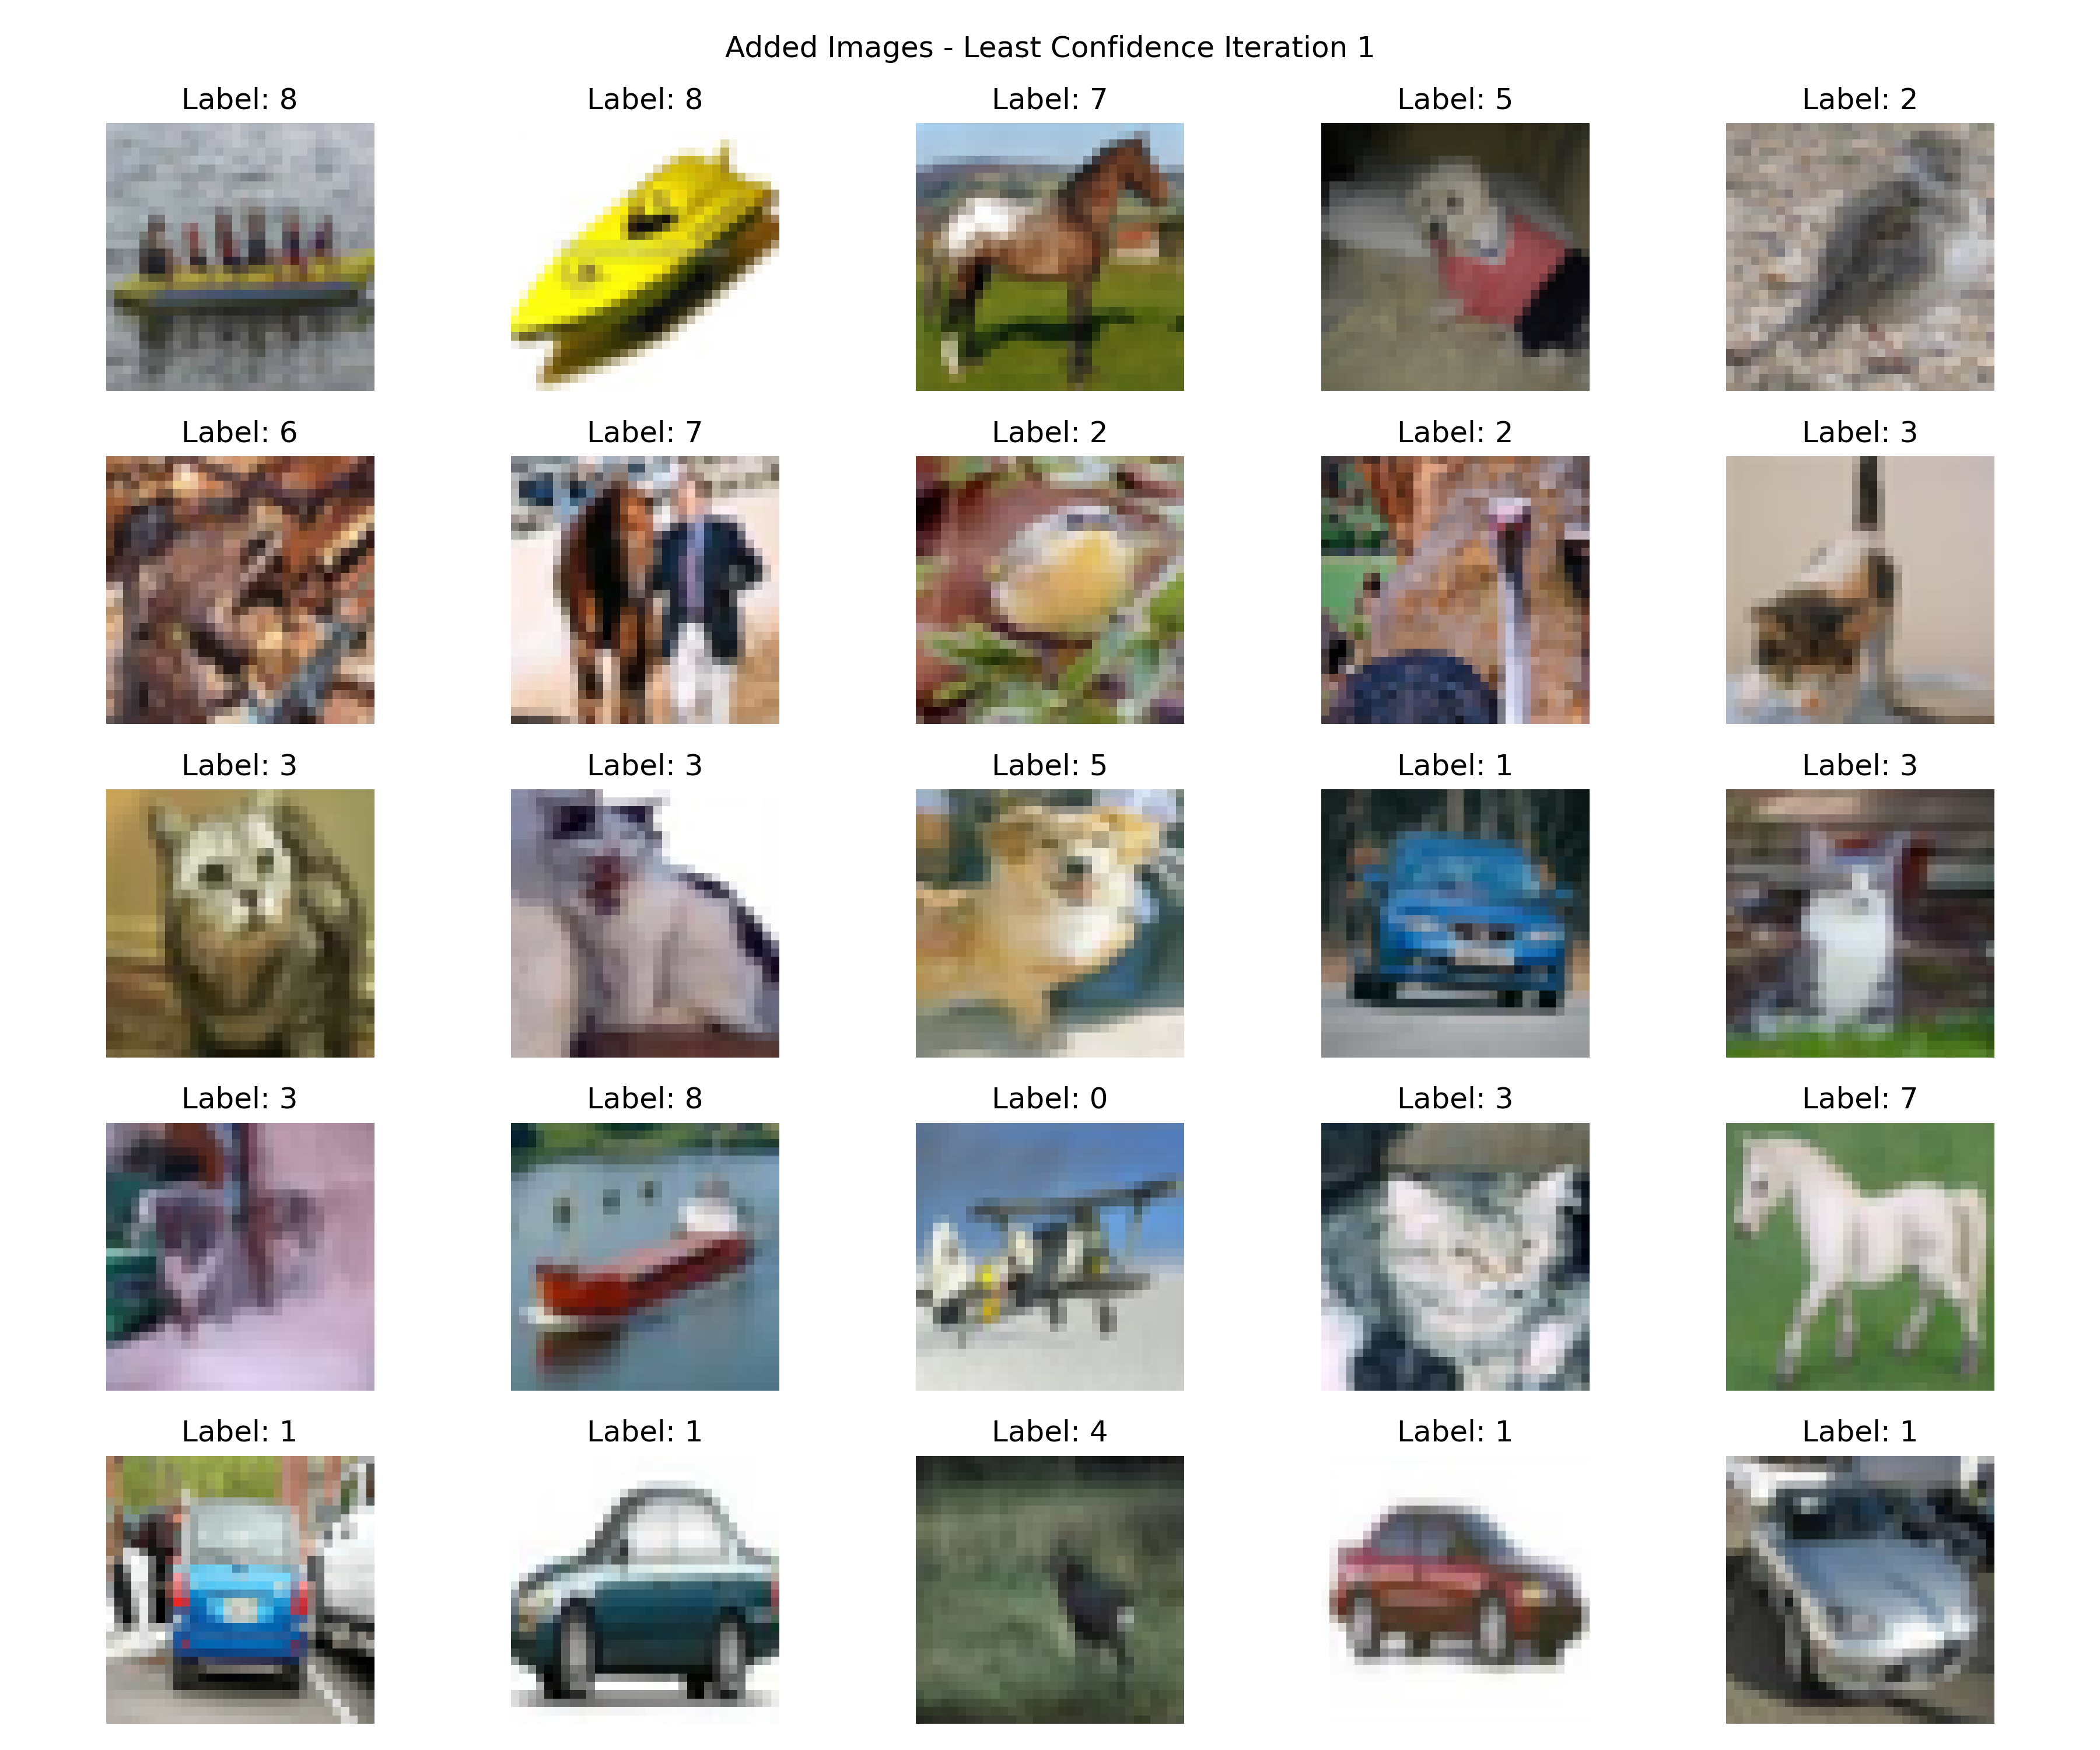 Added Images - Least Confidence Iteration 1
Label: 8 Label: 8 Label: 7 Label: 5 Label: 2
Label: 6 Label: 7 Label: 2 Label: 2 Label: 3
Label: 3 Label: 3 Label: 5 Label: 1 Label: 3
Label: 3 Label: 8 Label: 0 Label: 3 Label: 7
Label: 1 Label: 1 Label: 4 Label: 1 Label: 1